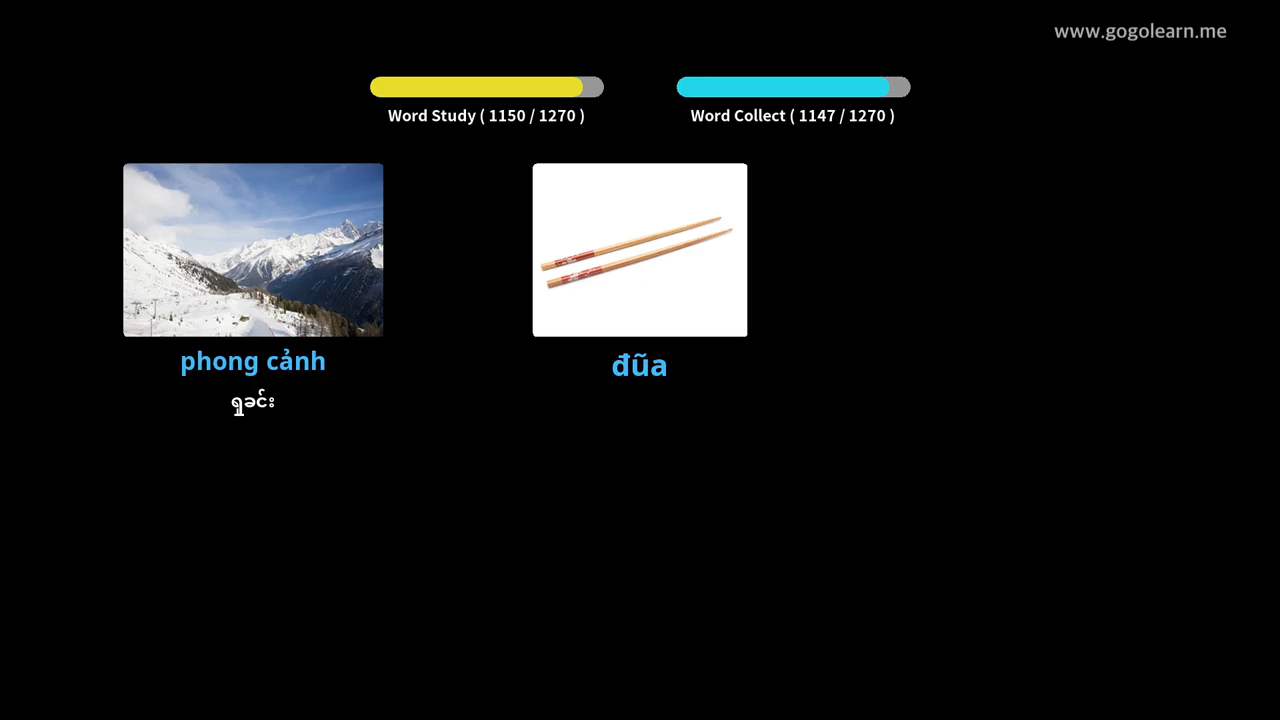 www.gogolearn.me
Word Study ( 1150 / 1270 )
Word Collect ( 1147 / 1270 )
phong cảnh
đũa
ရှုခင်း